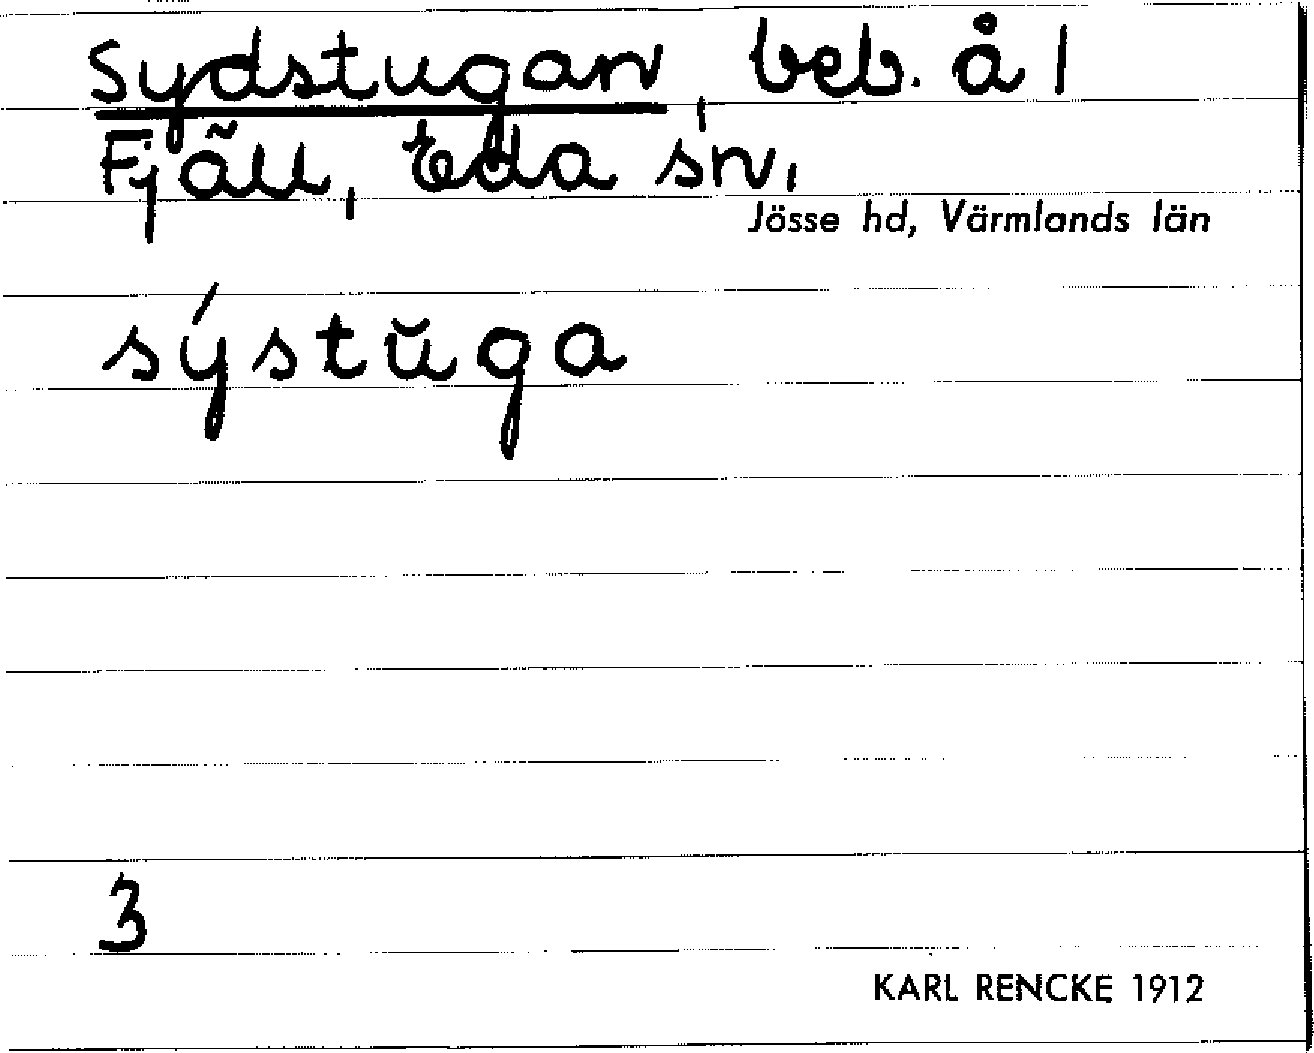 Sydstugan, beb. å 1
Fjäll, Eda sn,
Jösse hd, Värmlands län
sýstŭga
3
KARL RENCKE 1912